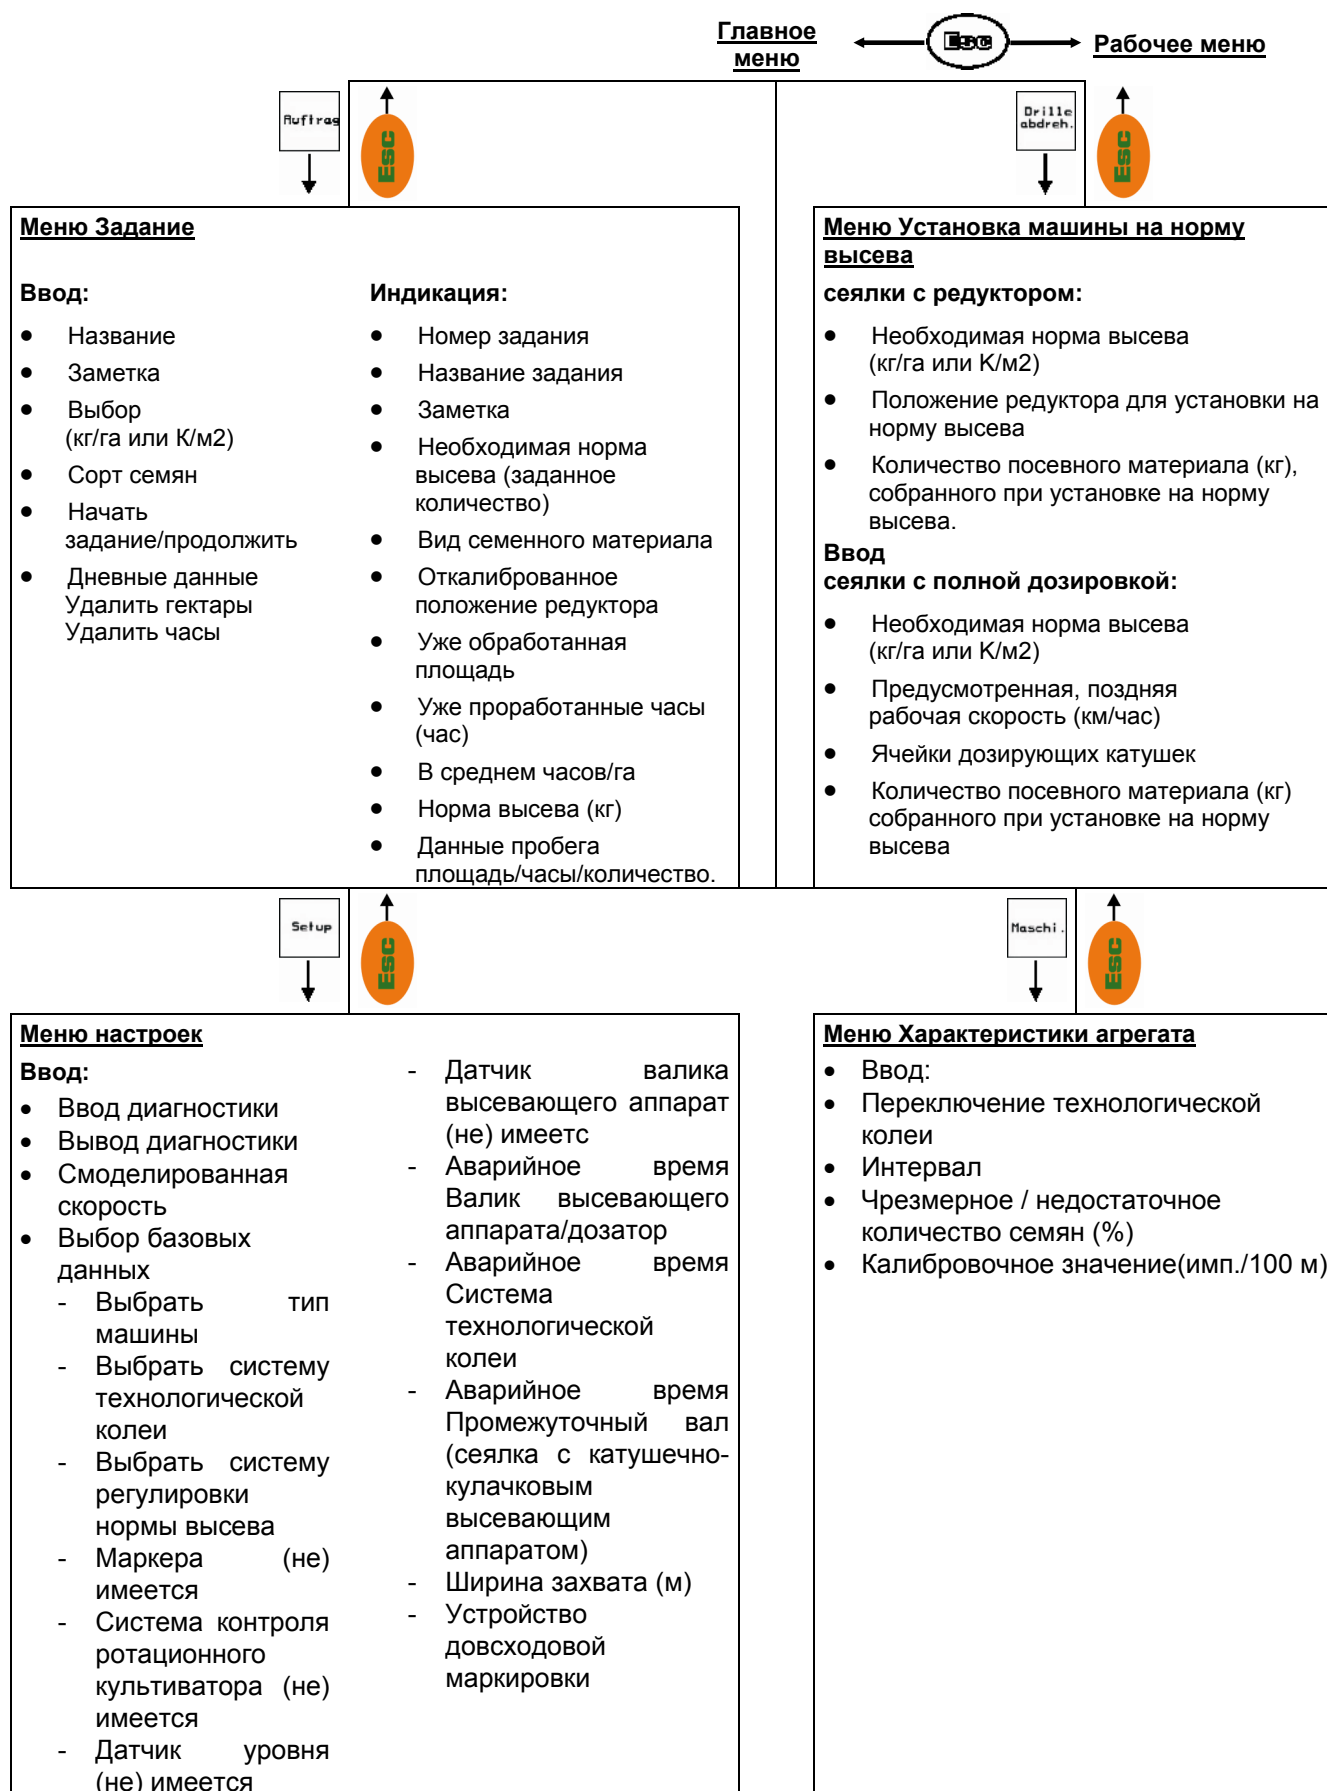 Главное
меню
Esc
Рабочее меню
Auftrag
Esc
Drille
abdreh.
Esc
Меню Задание
Ввод:
• Название
• Заметка
• Выбор
(кг/га или К/м2)
• Сорт семян
• Начать
задание/продолжить
• Дневные данные
Удалить гектары
Удалить часы
Индикация:
• Номер задания
• Название задания
• Заметка
• Необходимая норма
высева (заданное
количество)
• Вид семенного материала
• Откалиброванное
положение редуктора
• Уже обработанная
площадь
• Уже проработанные часы
(час)
• В среднем часов/га
• Норма высева (кг)
• Данные пробега
площадь/часы/количество.
Меню Установка машины на норму
высева
сеялки с редуктором:
• Необходимая норма высева
(кг/га или К/м2)
• Положение редуктора для установки на
норму высева
• Количество посевного материала (кг),
собранного при установке на норму
высева.
Ввод
сеялки с полной дозировкой:
• Необходимая норма высева
(кг/га или К/м2)
• Предусмотренная, поздняя
рабочая скорость (км/час)
• Ячейки дозирующих катушек
• Количество посевного материала (кг)
собранного при установке на норму
высева
Setup
Esc
Maschi.
Esc
Меню настроек
Ввод:
• Ввод диагностики
• Вывод диагностики
• Смоделированная
скорость
• Выбор базовых
данных
- Выбрать тип
машины
- Выбрать систему
технологической
колеи
- Выбрать систему
регулировки
нормы высева
- Маркера (не)
имеется
- Система контроля
ротационного
культиватора (не)
имеется
- Датчик уровня
(не) имеется
- Датчик валика
высевающего аппарат
(не) имеетс
- Аварийное время
Валик высевающего
аппарата/дозатор
- Аварийное время
Система
технологической
колеи
- Аварийное время
Промежуточный вал
(сеялка с катушечно-
кулачковым
высевающим
аппаратом)
- Ширина захвата (м)
- Устройство
довсходовой
маркировки
Меню Характеристики агрегата
• Ввод:
• Переключение технологической
колеи
• Интервал
• Чрезмерное / недостаточное
количество семян (%)
• Калибровочное значение(имп./100 м)